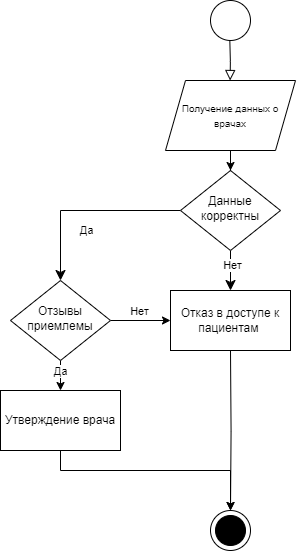 Получение данных о
врачах
Данные
корректны
Да
Нет
Отзывы
приемлемы
Нет
Отказ в доступе к
пациентам
Да
Утверждение врача